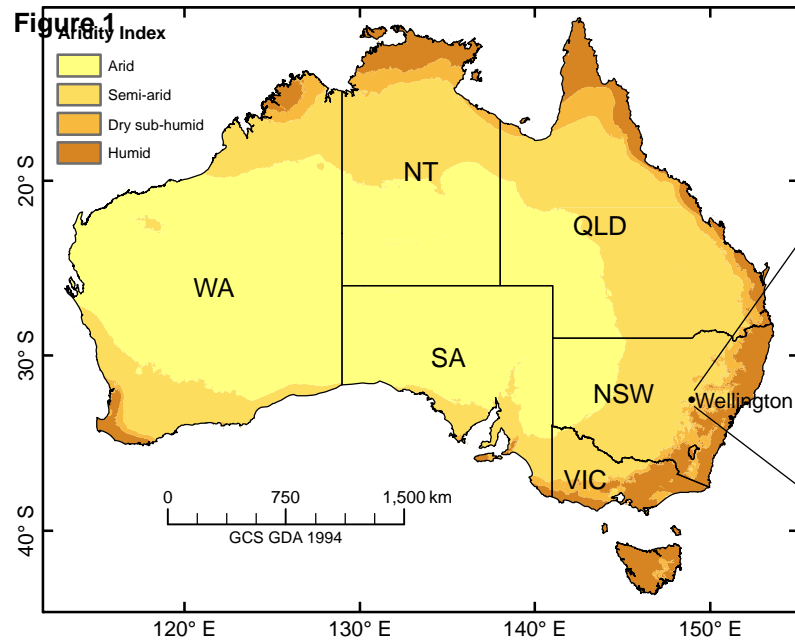 Figure 1
Aridity Index
Arid
Semi-arid
Dry sub-humid
Humid
20° S
30° S
40° S
NT
QLD
WA
SA
NSW
Wellington
VIC
0 750 1,500 km
GCS GDA 1994
120° E 130° E 140° E 150° E